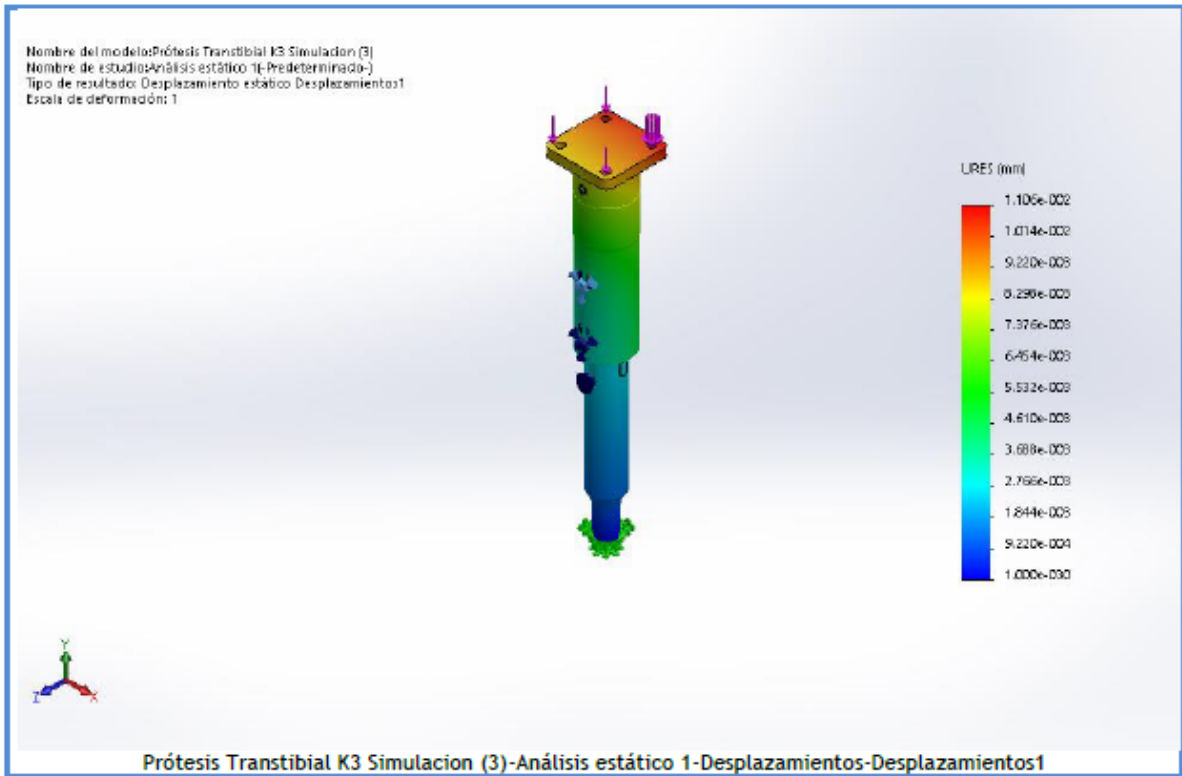 Nombre del modelo:Prótesis Transtibial K3 Simulacion (3)
Nombre de estudio:Análisis estático 1(-Predeterminado-)
Tipo de resultado: Desplazamiento estático Desplazamientos1
Escala de deformación: 1
URES (mm)
1.106e-002
1.014e-002
9.220e-003
8.298e-003
7.376e-003
6.454e-003
5.532e-003
4.610e-003
3.688e-003
2.766e-003
1.844e-003
9.220e-004
1.000e-030
Y
Z
X
Prótesis Transtibial K3 Simulacion (3)-Análisis estático 1-Desplazamientos-Desplazamientos1